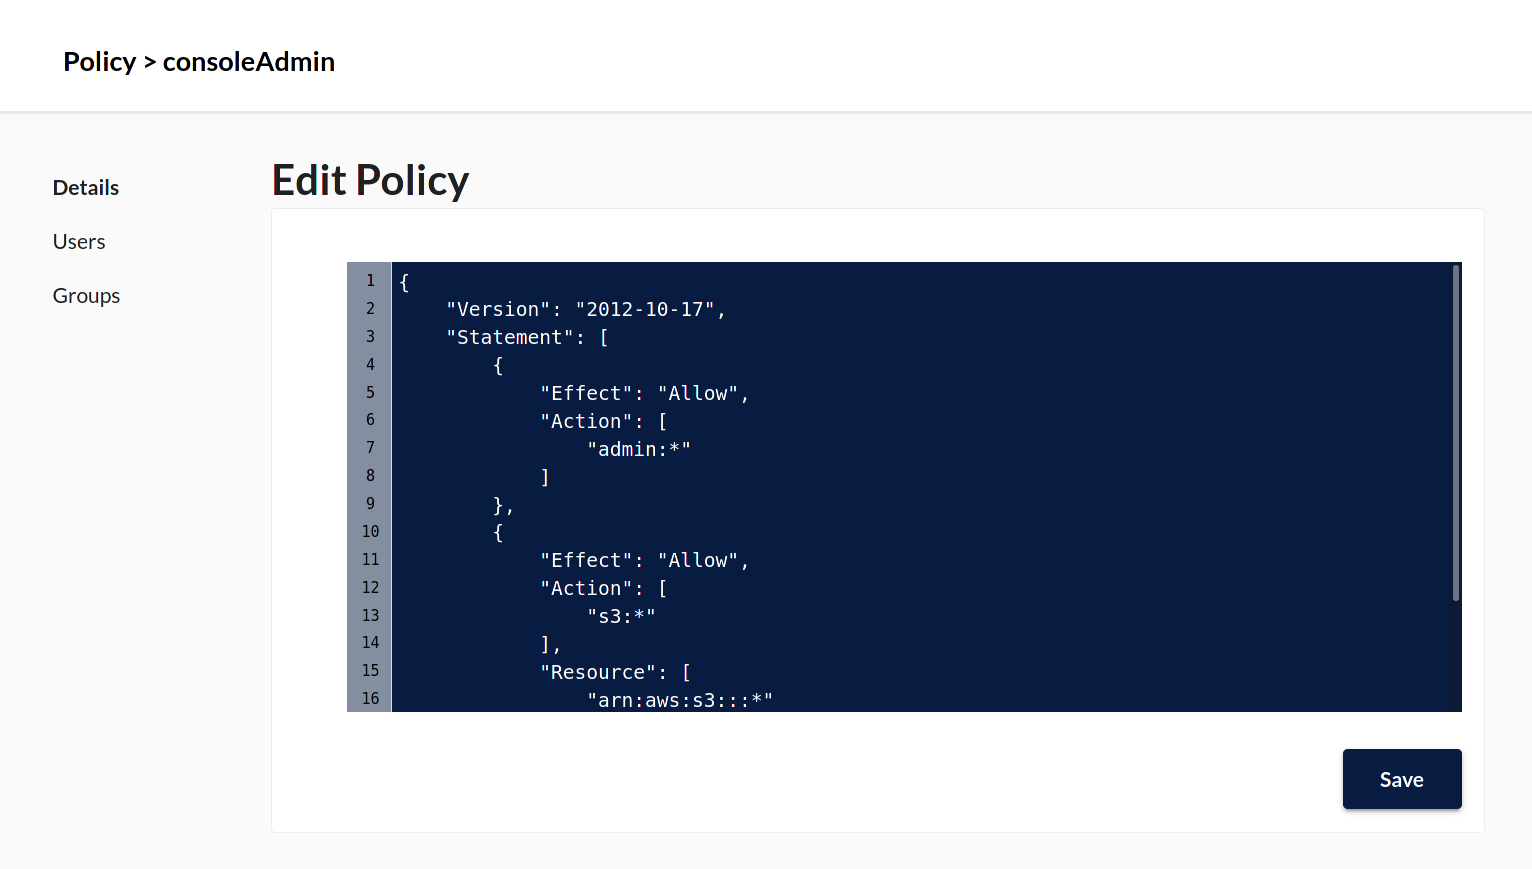 Policy > consoleAdmin
Details
Users
Groups
Edit Policy
1 {
2     "Version": "2012-10-17",
3     "Statement": [
4         {
5             "Effect": "Allow",
6             "Action": [
7                 "admin:*"
8             ]
9         },
10         {
11             "Effect": "Allow",
12             "Action": [
13                 "s3:*"
14             ],
15             "Resource": [
16                 "arn:aws:s3:::*"
Save